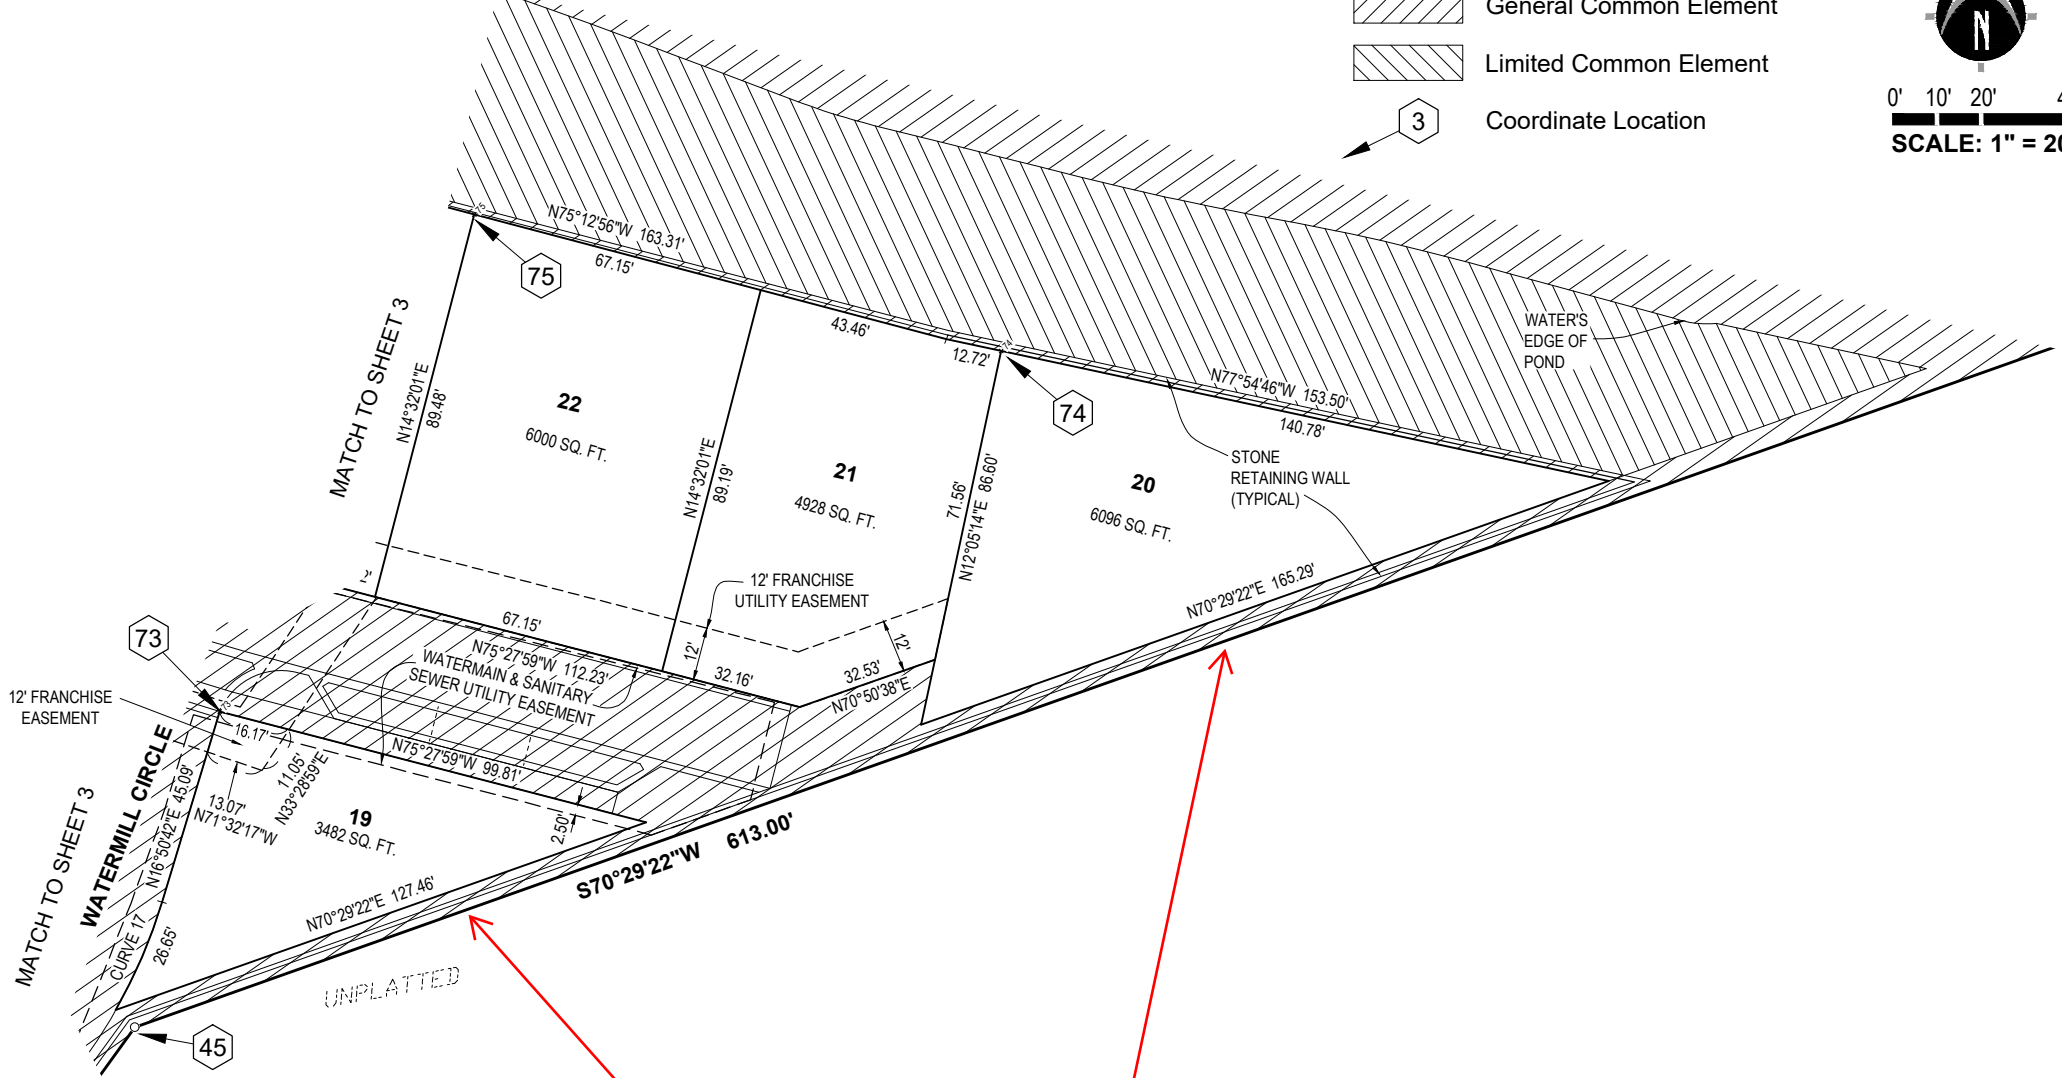 General Common Element
Limited Common Element
3
Coordinate Location
N
0' 10' 20'
SCALE: 1" = 20
75
N75°12'56"W 163.31'
67.15'
75
43.46'
12.72'
74
74
N77°54'46"W 153.50'
140.78'
WATER'S
EDGE OF
POND
MATCH TO SHEET 3
N14°32'01"E
89.48'
22
6000 SQ. FT.
N14°32'01"E
89.19'
21
4928 SQ. FT.
71.56'
N12°05'14"E 86.60'
20
6096 SQ. FT.
STONE
RETAINING WALL
(TYPICAL)
12' FRANCHISE
UTILITY EASEMENT
N70°29'22"E 165.29'
67.15'
N75°27'59"W 112.23'
12'
32.16'
12'
32.53'
N70°50'38"E
WATERMAIN & SANITARY
SEWER UTILITY EASEMENT
73
73
12' FRANCHISE
EASEMENT
16.17'
N75°27'59"W 99.81'
11.05'
N33°28'59"E
13.07'
N71°32'17"W
19
3482 SQ. FT.
2.50'
MATCH TO SHEET 3
WATERMILL CIRCLE
N16°50'42"E 45.09'
CURVE 17
26.65'
N70°29'22"E 127.46'
S70°29'22"W 613.00'
UNPLATTED
45